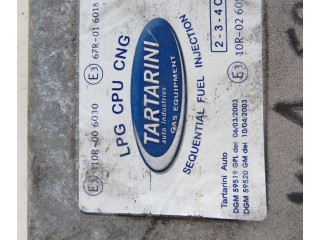 E3 67R-01 6018
E3 10R-00 6030
LPG CPU CNG
TARTARINI
auto industries
GAS EQUIPMENT
SEQUENTIAL FUEL INJECTION
2-3-4 C
E3 10R-02 60
Tartarini Auto
DGM 59519 GPL del 06/03/2003
DGM 59520 GM del 10/04/2003